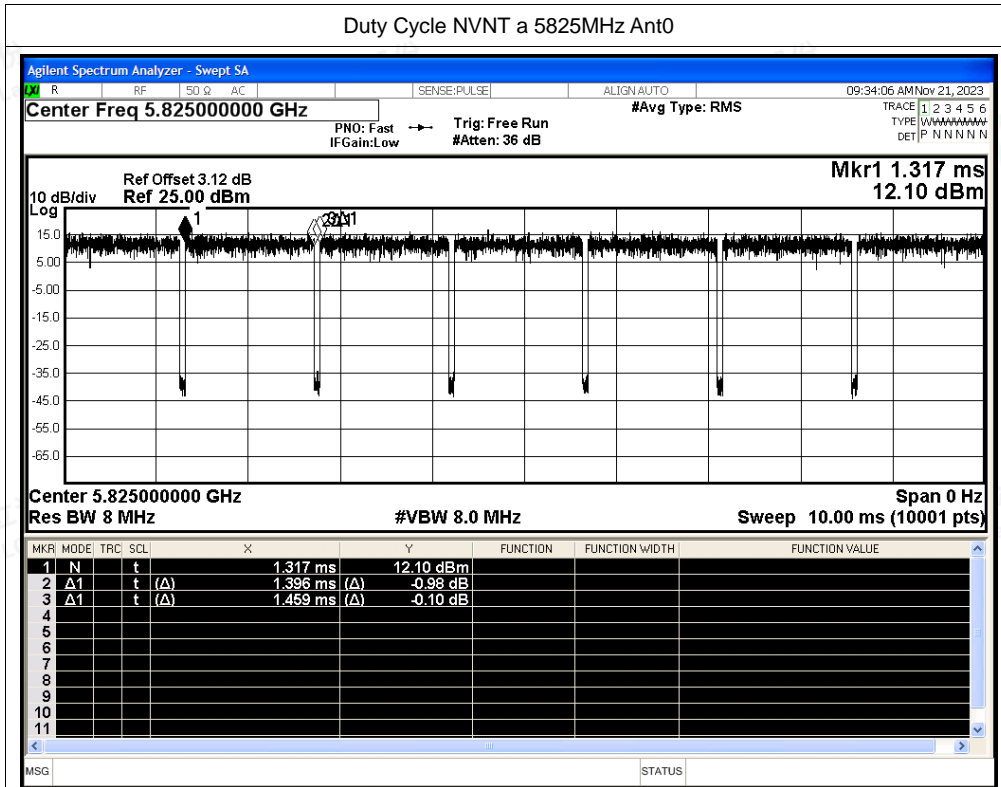 Duty Cycle NVNT a 5825MHz Ant0
Agilent Spectrum Analyzer - Swept SA
LXI R RF 50 Ω AC SENSE:PULSE ALIGN AUTO 09:34:06 AM Nov 21, 2023
Center Freq 5.825000000 GHz #Avg Type: RMS TRACE 1 2 3 4 5 6
PNO: Fast Trig: Free Run TYPE WWWWWW
IFGain:Low #Atten: 36 dB DET P N N N N N
Mkr1 1.317 ms
Ref Offset 3.12 dB
10 dB/div Ref 25.00 dBm 12.10 dBm
Log
1
2Δ1
3Δ1
15.0
5.00
-5.00
-15.0
-25.0
-35.0
-45.0
-55.0
-65.0
Center 5.825000000 GHz Span 0 Hz
Res BW 8 MHz #VBW 8.0 MHz Sweep 10.00 ms (10001 pts)
MKR MODE TRC SCL X Y FUNCTION FUNCTION WIDTH FUNCTION VALUE
1 N t 1.317 ms 12.10 dBm
2 Δ1 t (Δ) 1.396 ms (Δ) -0.98 dB
3 Δ1 t (Δ) 1.459 ms (Δ) -0.10 dB
4
5
6
7
8
9
10
11
MSG STATUS